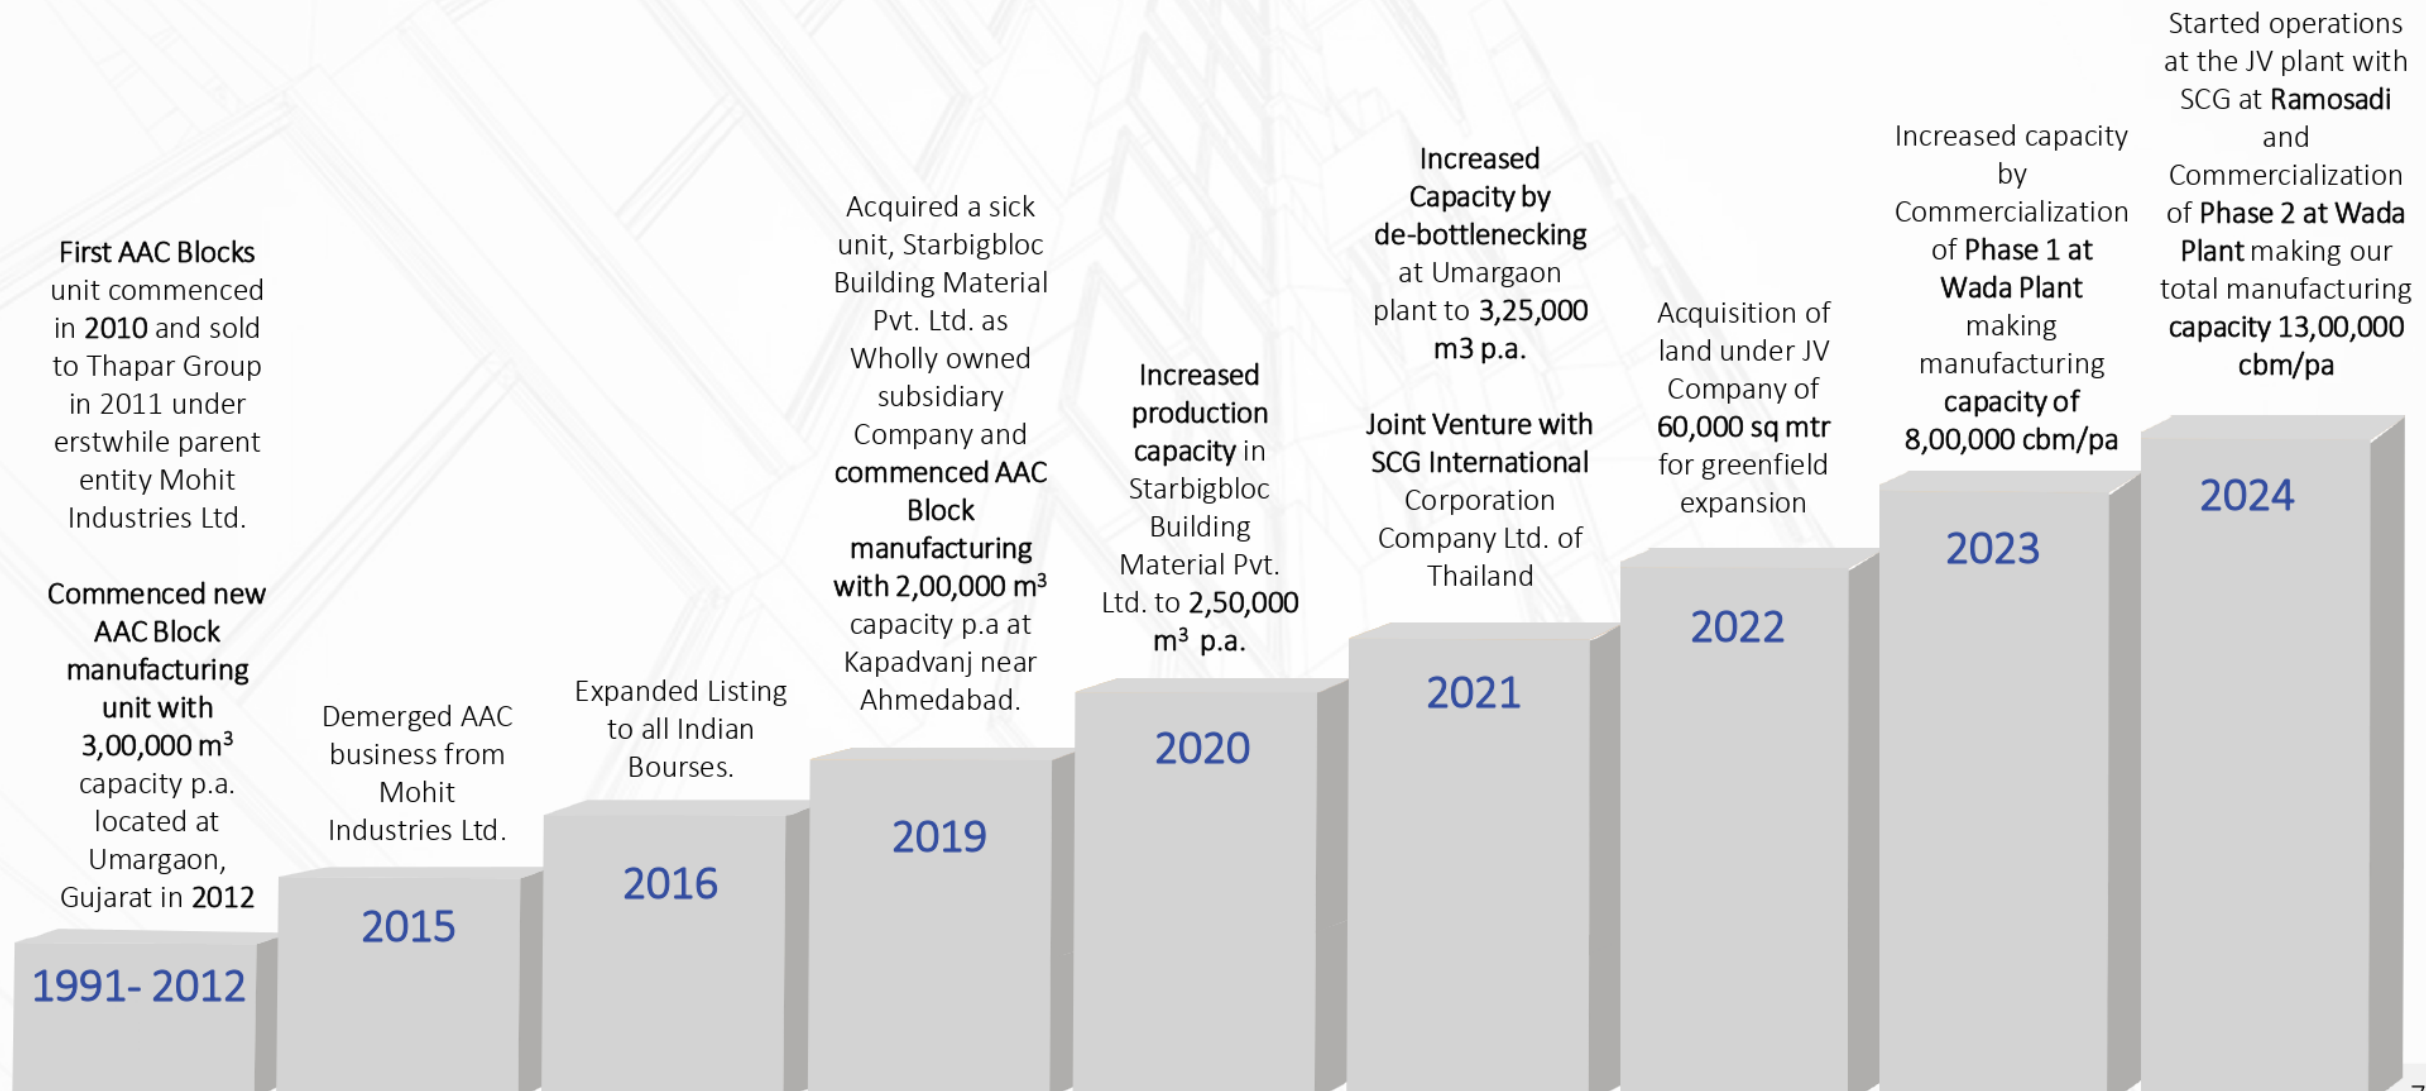 First AAC Blocks
unit commenced
in 2010 and sold
to Thapar Group
in 2011 under
erstwhile parent
entity Mohit
Industries Ltd.
Commenced new
AAC Block
manufacturing
unit with
3,00,000 m³
capacity p.a.
located at
Umargaon,
Gujarat in 2012
1991- 2012
Demerged AAC
business from
Mohit
Industries Ltd.
2015
Expanded Listing
to all Indian
Bourses.
2016
Acquired a sick
unit, Starbigbloc
Building Material
Pvt. Ltd. as
Wholly owned
subsidiary
Company and
commenced AAC
Block
manufacturing
with 2,00,000 m³
capacity p.a at
Kapadvanj near
Ahmedabad.
2019
Increased
production
capacity in
Starbigbloc
Building
Material Pvt.
Ltd. to 2,50,000
m³ p.a.
2020
Increased
Capacity by
de-bottlenecking
at Umargaon
plant to 3,25,000
m3 p.a.
Joint Venture with
SCG International
Corporation
Company Ltd. of
Thailand
2021
Acquisition of
land under JV
Company of
60,000 sq mtr
for greenfield
expansion
2022
Increased capacity
by
Commercialization
of Phase 1 at
Wada Plant
making
manufacturing
capacity of
8,00,000 cbm/pa
2023
Started operations
at the JV plant with
SCG at Ramosadi
and
Commercialization
of Phase 2 at Wada
Plant making our
total manufacturing
capacity 13,00,000
cbm/pa
2024